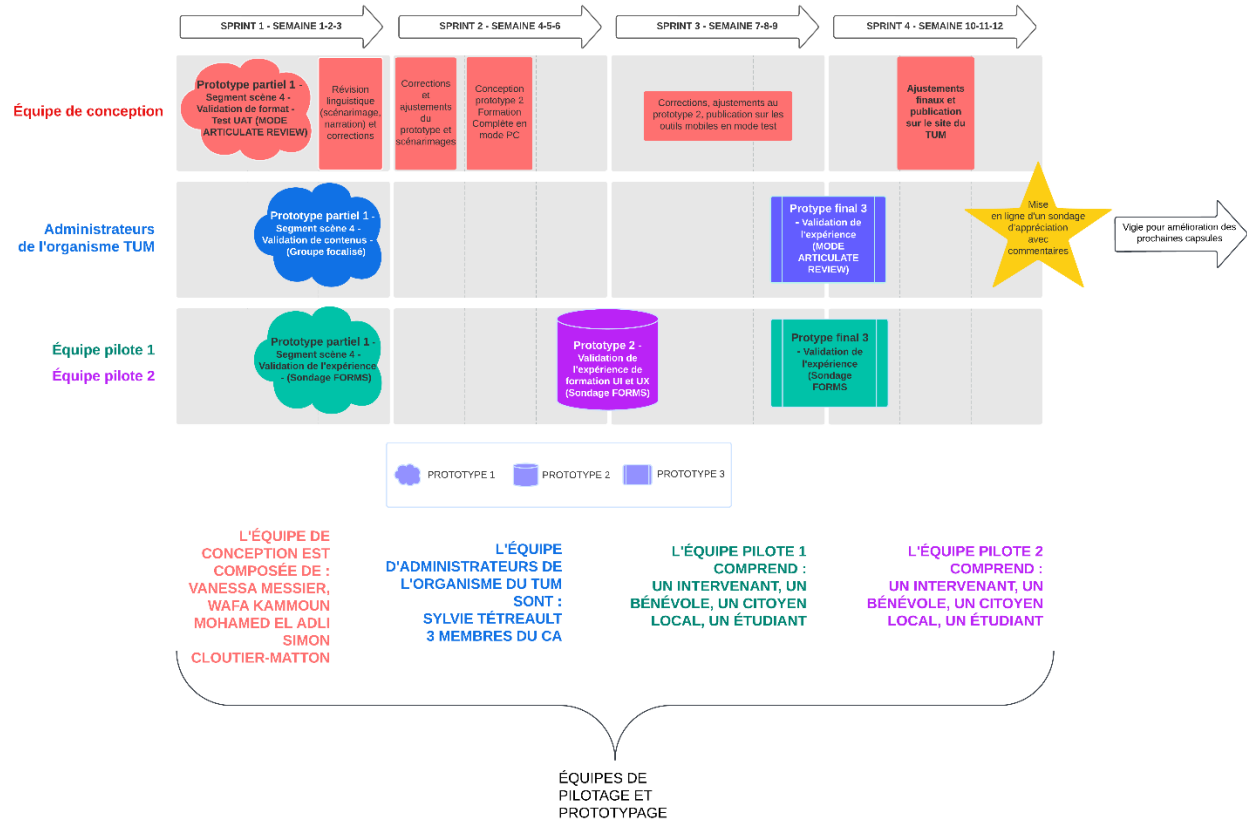 SPRINT 1 - SEMAINE 1-2-3
SPRINT 2 - SEMAINE 4-5-6
SPRINT 3 - SEMAINE 7-8-9
SPRINT 4 - SEMAINE 10-11-12
Équipe de conception
Prototype partiel 1 -
Segment scène 4 -
Validation de format -
Test UAT (MODE
ARTICULATE REVIEW)
Révision
linguistique
(scénarimage,
narration) et
corrections
Corrections
et
ajustements
du
prototype et
scénarimages
Conception
prototype 2
Formation
Complète en
mode PC
Corrections, ajustements au
prototype 2, publication sur les
outils mobiles en mode test
Ajustements
finaux et
publication
sur le site du
TUM
Administrateurs
de l'organisme TUM
Prototype partiel 1 -
Segment scène 4 -
Validation de contenus -
(Groupe focalisé)
Protype final 3
- Validation de
l'expérience
(MODE
ARTICULATE
REVIEW)
Mise
en ligne d'un sondage
d'appréciation
avec
commentaires
Vigie pour amélioration des
prochaines capsules
Équipe pilote 1
Équipe pilote 2
Prototype partiel 1 -
Segment scène 4 -
Validation de l'expérience
- (Sondage FORMS)
Prototype 2 -
Validation de
l'expérience de
formation UI et UX
(Sondage FORMS)
Protype final 3
- Validation de
l'expérience
(Sondage
FORMS
PROTOTYPE 1
PROTOTYPE 2
PROTOTYPE 3
L'ÉQUIPE DE
CONCEPTION EST
COMPOSÉE DE :
VANESSA MESSIER,
WAFA KAMMOUN
MOHAMED EL ADLI
SIMON
CLOUTIER-MATTON
L'ÉQUIPE
D'ADMINISTRATEURS DE
L'ORGANISME DU TUM
SONT :
SYLVIE TÉTREAULT
3 MEMBRES DU CA
L'ÉQUIPE PILOTE 1
COMPREND :
UN INTERVENANT, UN
BÉNÉVOLE, UN CITOYEN
LOCAL, UN ÉTUDIANT
L'ÉQUIPE PILOTE 2
COMPREND :
UN INTERVENANT, UN
BÉNÉVOLE, UN CITOYEN
LOCAL, UN ÉTUDIANT
ÉQUIPES DE
PILOTAGE ET
PROTOTYPAGE